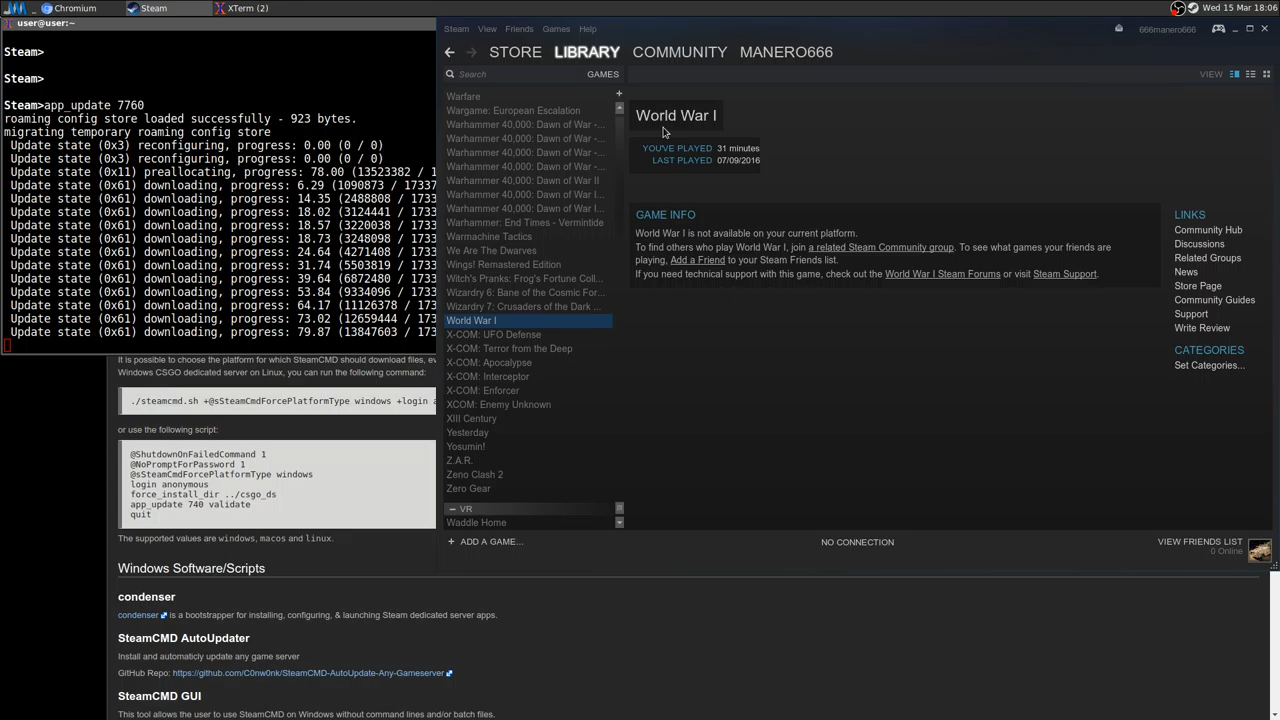 Chromium
Steam
XTerm (2)
Wed 15 Mar 18:06
user@user:~
Steam>
Steam>
Steam>app_update 7760
roaming config store loaded successfully - 923 bytes.
migrating temporary roaming config store
Update state (0x3) reconfiguring, progress: 0.00 (0 / 0)
Update state (0x3) reconfiguring, progress: 0.00 (0 / 0)
Update state (0x11) preallocating, progress: 78.00 (13523382 / 1
Update state (0x61) downloading, progress: 6.29 (1090873 / 17337
Update state (0x61) downloading, progress: 14.35 (2488808 / 1733
Update state (0x61) downloading, progress: 18.02 (3124441 / 1733
Update state (0x61) downloading, progress: 18.57 (3220038 / 1733
Update state (0x61) downloading, progress: 18.73 (3248098 / 1733
Update state (0x61) downloading, progress: 24.64 (4271408 / 1733
Update state (0x61) downloading, progress: 31.74 (5503819 / 1733
Update state (0x61) downloading, progress: 39.64 (6872480 / 1733
Update state (0x61) downloading, progress: 53.84 (9334096 / 1733
Update state (0x61) downloading, progress: 64.17 (11126378 / 173
Update state (0x61) downloading, progress: 73.02 (12659444 / 173
Update state (0x61) downloading, progress: 79.87 (13847603 / 173
It is possible to choose the platform for which SteamCMD should download files, ev
Windows CSGO dedicated server on Linux, you can run the following command:
./steamcmd.sh +@sSteamCmdForcePlatformType windows +login a
or use the following script:
@ShutdownOnFailedCommand 1
@NoPromptForPassword 1
@sSteamCmdForcePlatformType windows
login anonymous
force_install_dir ../csgo_ds
app_update 740 validate
quit
The supported values are windows, macos and linux.
Windows Software/Scripts
condenser
condenser is a bootstrapper for installing, configuring, & launching Steam dedicated server apps.
SteamCMD AutoUpdater
Install and automaticly update any game server
GitHub Repo: https://github.com/C0nw0nk/SteamCMD-AutoUpdate-Any-Gameserver
SteamCMD GUI
This tool allows the user to use SteamCMD on Windows without command lines and/or batch files.
Steam View Friends Games Help
666manero666
STORE LIBRARY COMMUNITY MANERO666
Search
GAMES
VIEW
Warfare
Wargame: European Escalation
Warhammer 40,000: Dawn of War -...
Warhammer 40,000: Dawn of War -...
Warhammer 40,000: Dawn of War -...
Warhammer 40,000: Dawn of War -...
Warhammer 40,000: Dawn of War II
Warhammer 40,000: Dawn of War I...
Warhammer 40,000: Dawn of War I...
Warhammer: End Times - Vermintide
Warmachine Tactics
We Are The Dwarves
Wings! Remastered Edition
Witch's Pranks: Frog's Fortune Coll...
Wizardry 6: Bane of the Cosmic For...
Wizardry 7: Crusaders of the Dark ...
World War I
X-COM: UFO Defense
X-COM: Terror from the Deep
X-COM: Apocalypse
X-COM: Interceptor
X-COM: Enforcer
XCOM: Enemy Unknown
XIII Century
Yesterday
Yosumin!
Z.A.R.
Zeno Clash 2
Zero Gear
VR
Waddle Home
+ ADD A GAME...
World War I
YOU'VE PLAYED 31 minutes
LAST PLAYED 07/09/2016
GAME INFO
World War I is not available on your current platform.
To find others who play World War I, join a related Steam Community group. To see what games your friends are
playing, Add a Friend to your Steam Friends list.
If you need technical support with this game, check out the World War I Steam Forums or visit Steam Support.
LINKS
Community Hub
Discussions
Related Groups
News
Store Page
Community Guides
Support
Write Review
CATEGORIES
Set Categories...
NO CONNECTION
VIEW FRIENDS LIST
0 Online